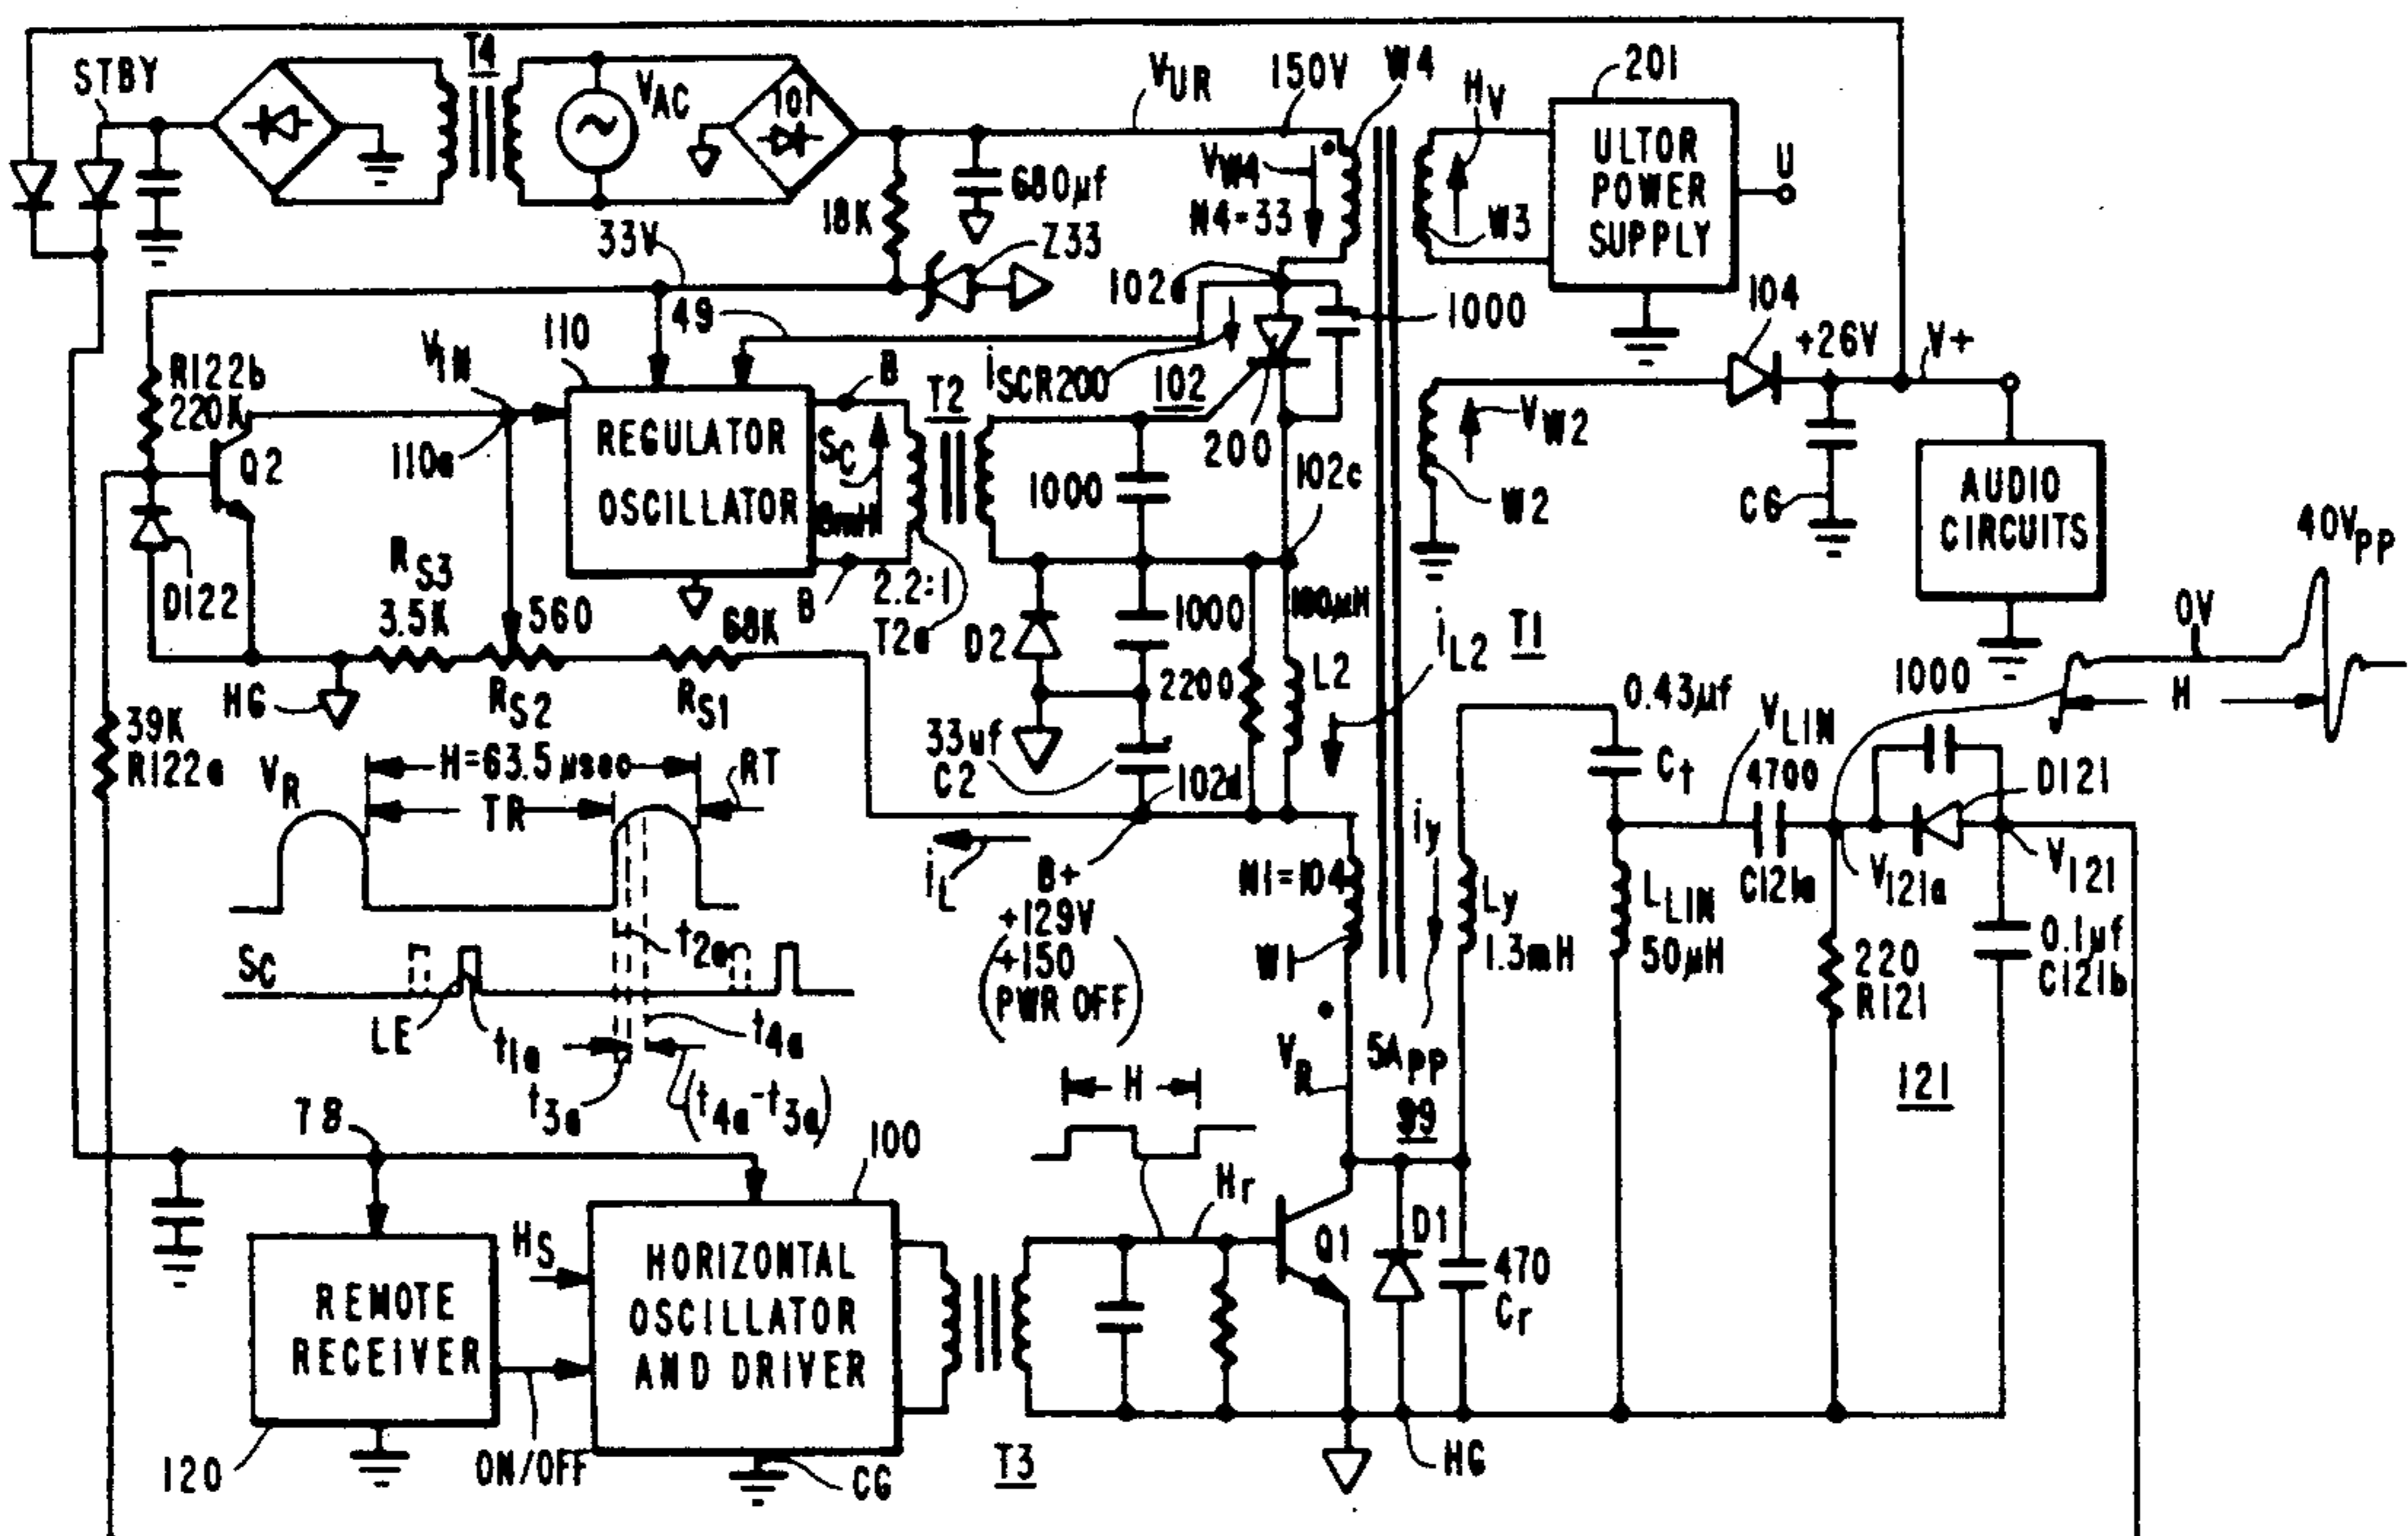 STBY
T4
VAC
101
VUR
150V
W4
HV
201
ULTOR
POWER
SUPPLY
U
680µf
18K
VW4
N4=33
W3
33V
Z33
102a
1000
104
+26V
V+
49
110
VIN
R122b
220K
B
iSCR200
102
VW2
REGULATOR
OSCILLATOR
T2
SC
6mH
200
102c
W2
CG
AUDIO
CIRCUITS
40VPP
Q2
110a
1000
RS3
3.5K
560
B
2.2:1
T2a
68K
D2
1000
180µH
iL2
T1
0V
D122
HG
RS2
RS1
2200
L2
0.43µf
1000
H
39K
R122a
VR
H=63.5µsec
RT
33uf
C2
102d
Ct
VLIN
4700
D121
TR
iL
B+
+129V
+150
PWR OFF
N1=104
iy
Ly
1.3mH
LLIN
50µH
C121a
V121a
V121
t2a
W1
220
R121
0.1µf
C121b
SC
LE
t1a
t4a
t3a
(t4a-t3a)
VR
5APP
H
99
121
78
100
Hr
Q1
D1
470
Cr
REMOTE
RECEIVER
HS
HORIZONTAL
OSCILLATOR
AND DRIVER
120
ON/OFF
CG
T3
HG